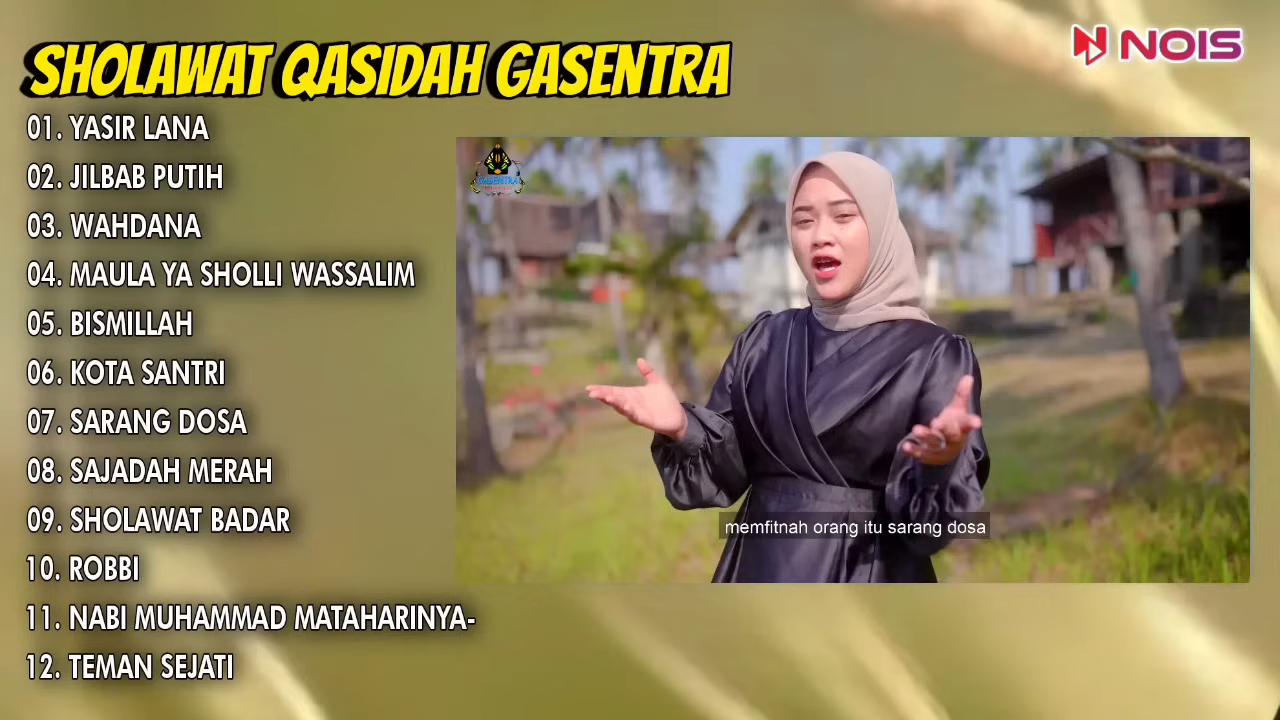 SHOLAWAT QASIDAH GASENTRA
NOIS
01. YASIR LANA
02. JILBAB PUTIH
03. WAHDANA
04. MAULA YA SHOLLI WASSALIM
05. BISMILLAH
06. KOTA SANTRI
07. SARANG DOSA
08. SAJADAH MERAH
09. SHOLAWAT BADAR
10. ROBBI
11. NABI MUHAMMAD MATAHARINYA-
12. TEMAN SEJATI
GASENTRA
memfitnah orang itu sarang dosa